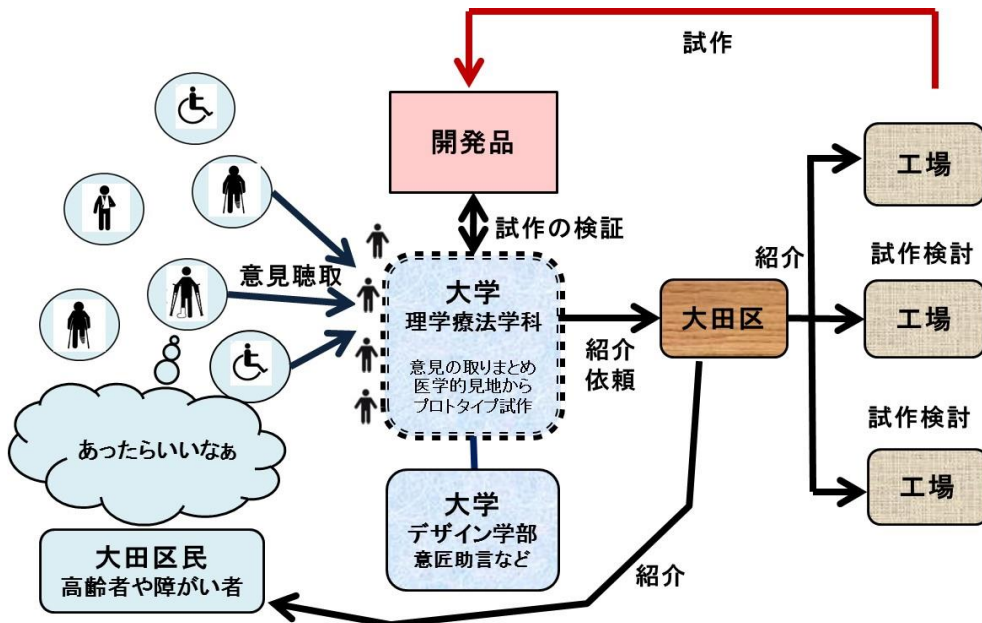 試作
開発品
工場
試作の検証
意見聴取
大学
理学療法学科
意見の取りまとめ
医学的見地から
プロトタイプ試作
紹介
依頼
大田区
紹介
試作検討
工場
試作検討
工場
あったらいいなぁ
大学
デザイン学部
意匠助言など
大田区民
高齢者や障がい者
紹介